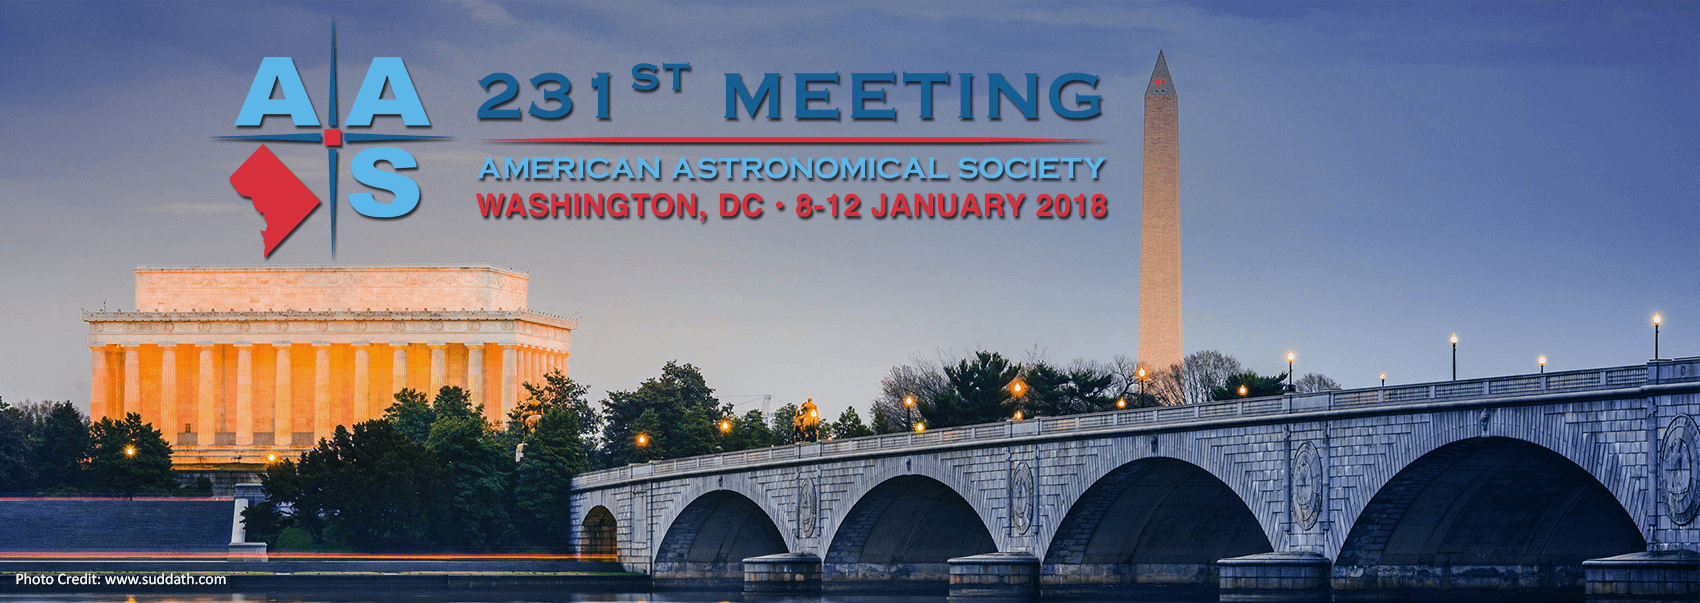 AAS
231ST MEETING
AMERICAN ASTRONOMICAL SOCIETY
WASHINGTON, DC • 8-12 JANUARY 2018
Photo Credit: www.suddath.com